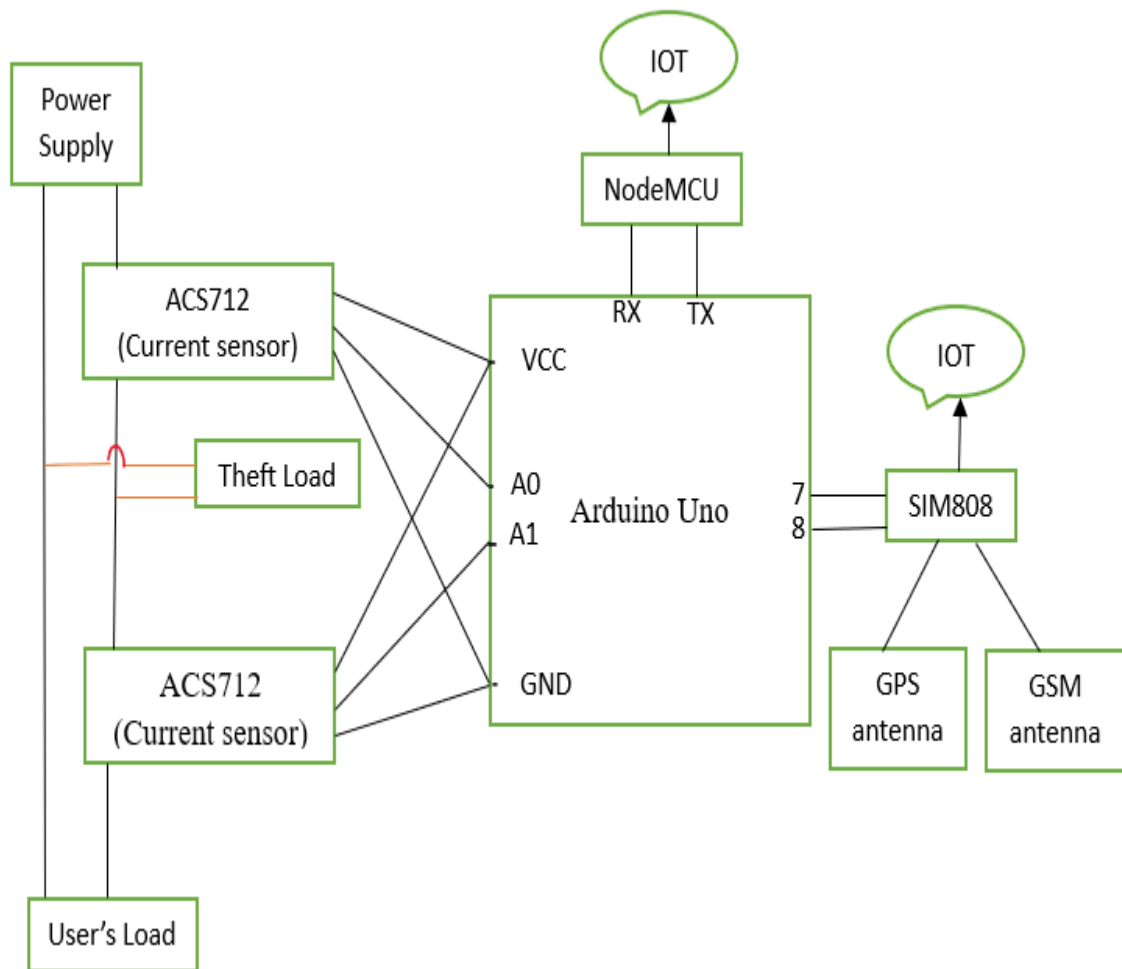 IOT
Power
Supply
NodeMCU
ACS712
(Current sensor)
RX TX
VCC
IOT
Theft Load
A0
A1
Arduino Uno
7
8
SIM808
ACS712
(Current sensor)
GND
GPS
antenna
GSM
antenna
User’s Load